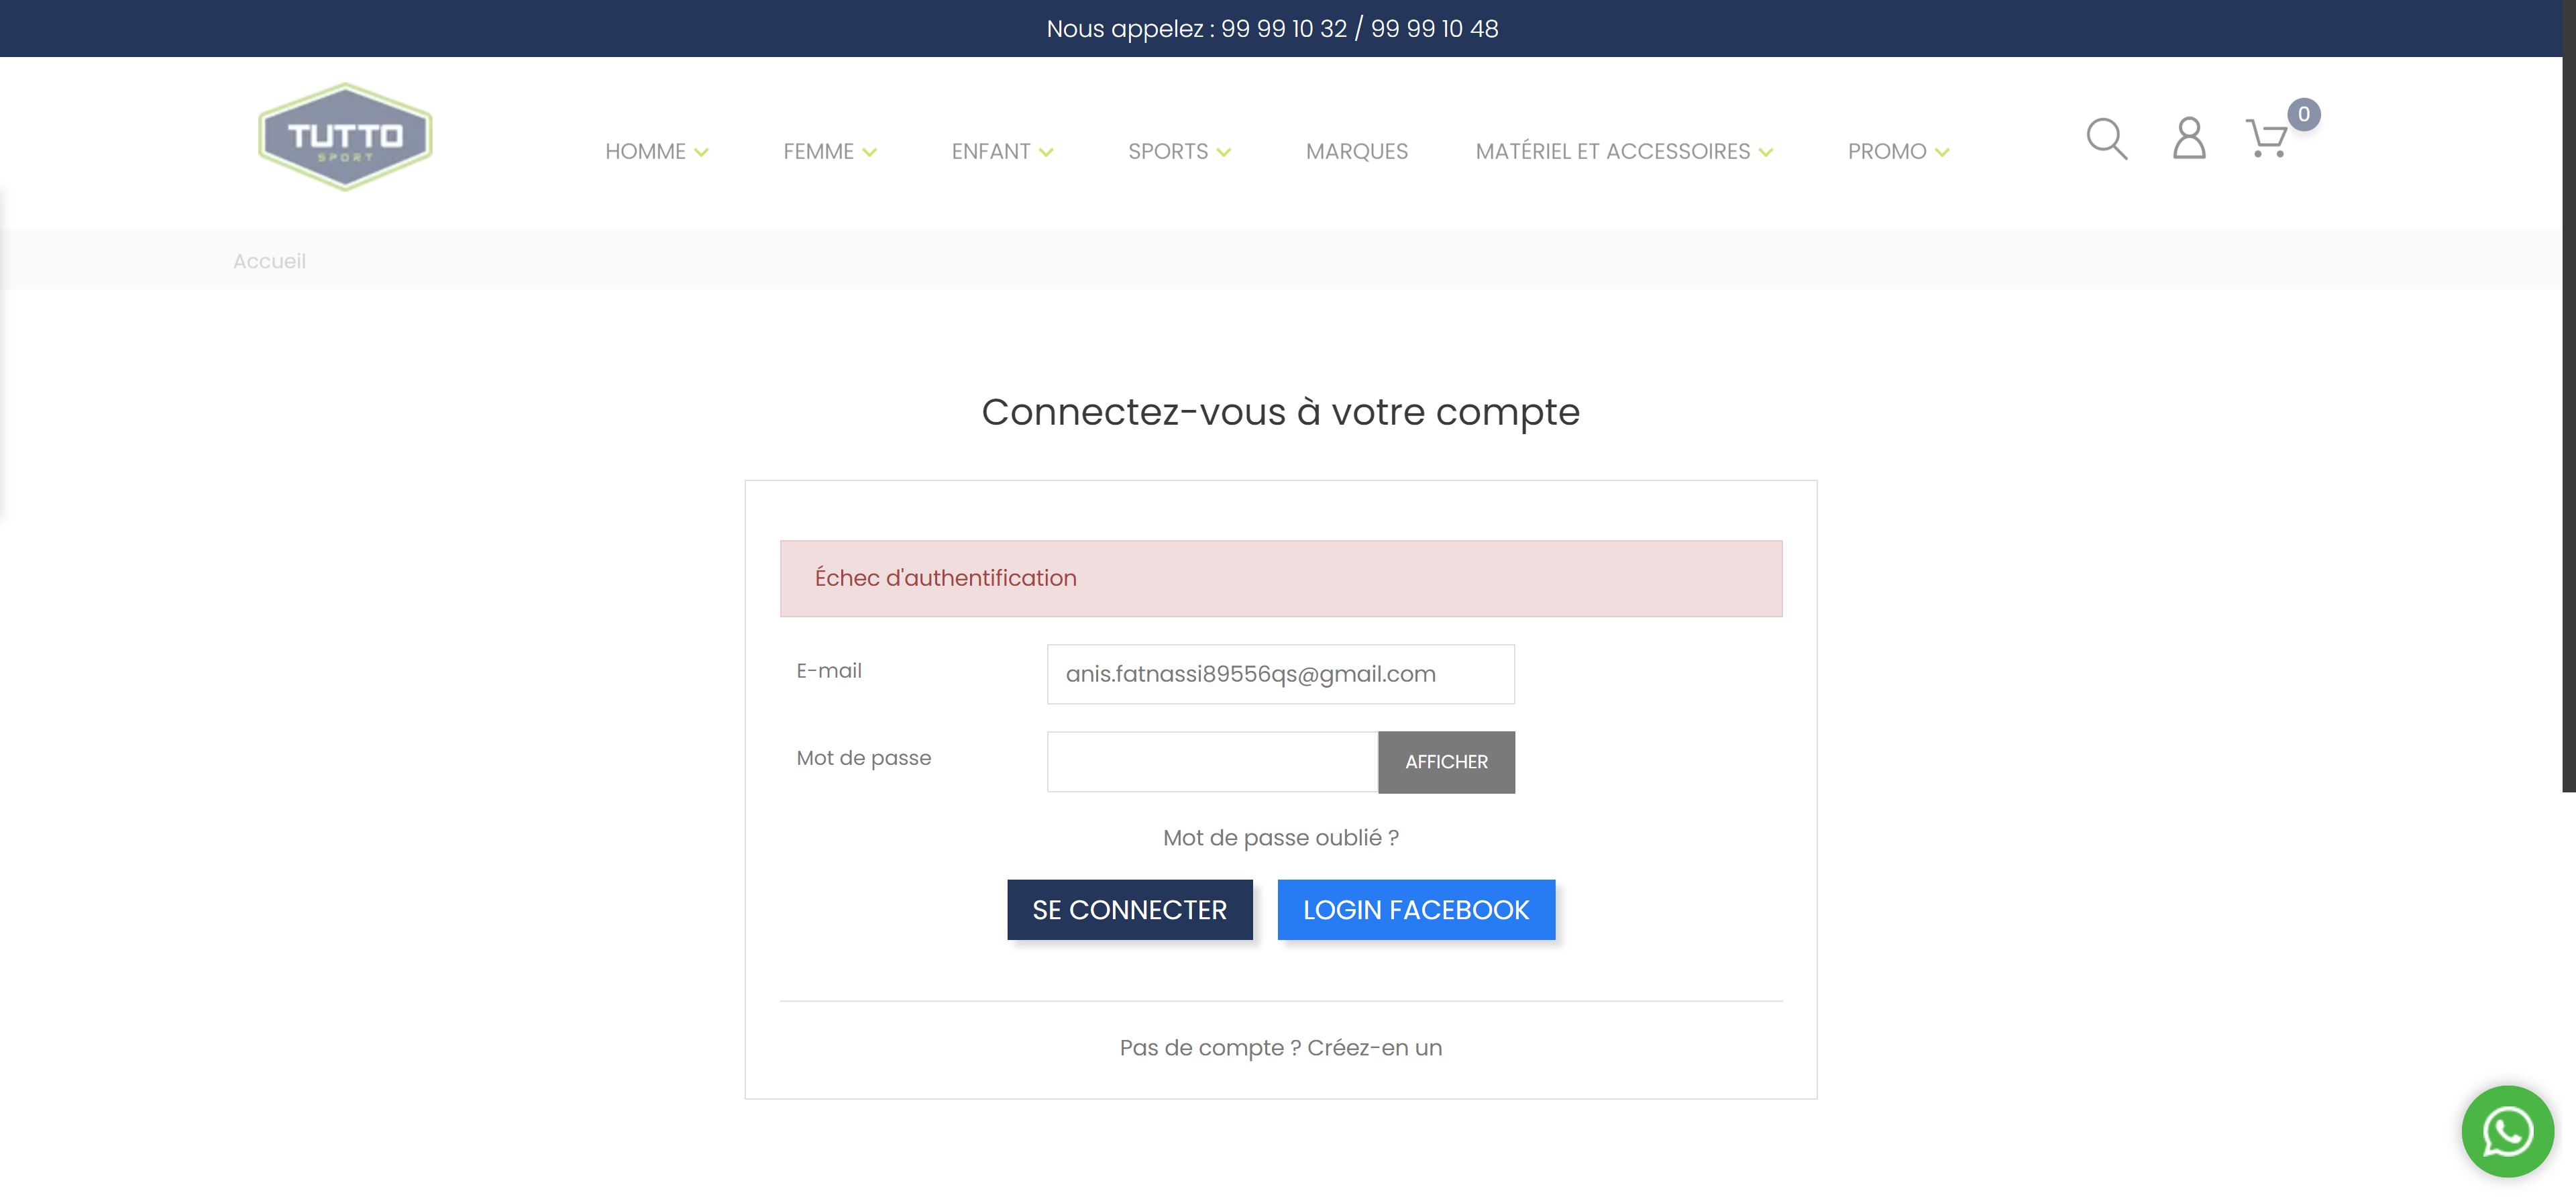 Nous appelez : 99 99 10 32 / 99 99 10 48
TUTTO
SPORT
HOMME FEMME ENFANT SPORTS MARQUES MATÉRIEL ET ACCESSOIRES PROMO
0
Accueil
Connectez-vous à votre compte
Échec d'authentification
E-mail anis.fatnassi89556qs@gmail.com
Mot de passe AFFICHER
Mot de passe oublié ?
SE CONNECTER LOGIN FACEBOOK
Pas de compte ? Créez-en un